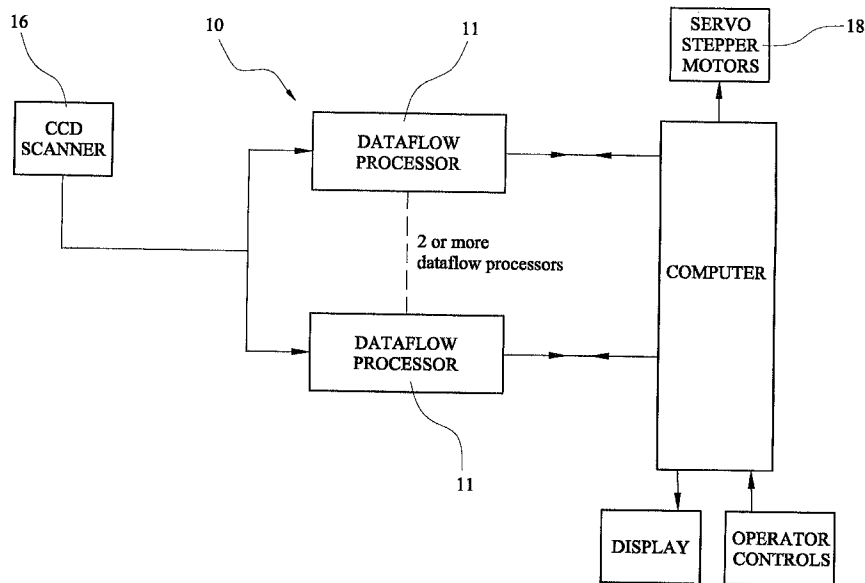 16
10
11
SERVO
STEPPER
MOTORS
18
CCD
SCANNER
DATAFLOW
PROCESSOR
2 or more
dataflow processors
COMPUTER
DATAFLOW
PROCESSOR
11
DISPLAY
OPERATOR
CONTROLS